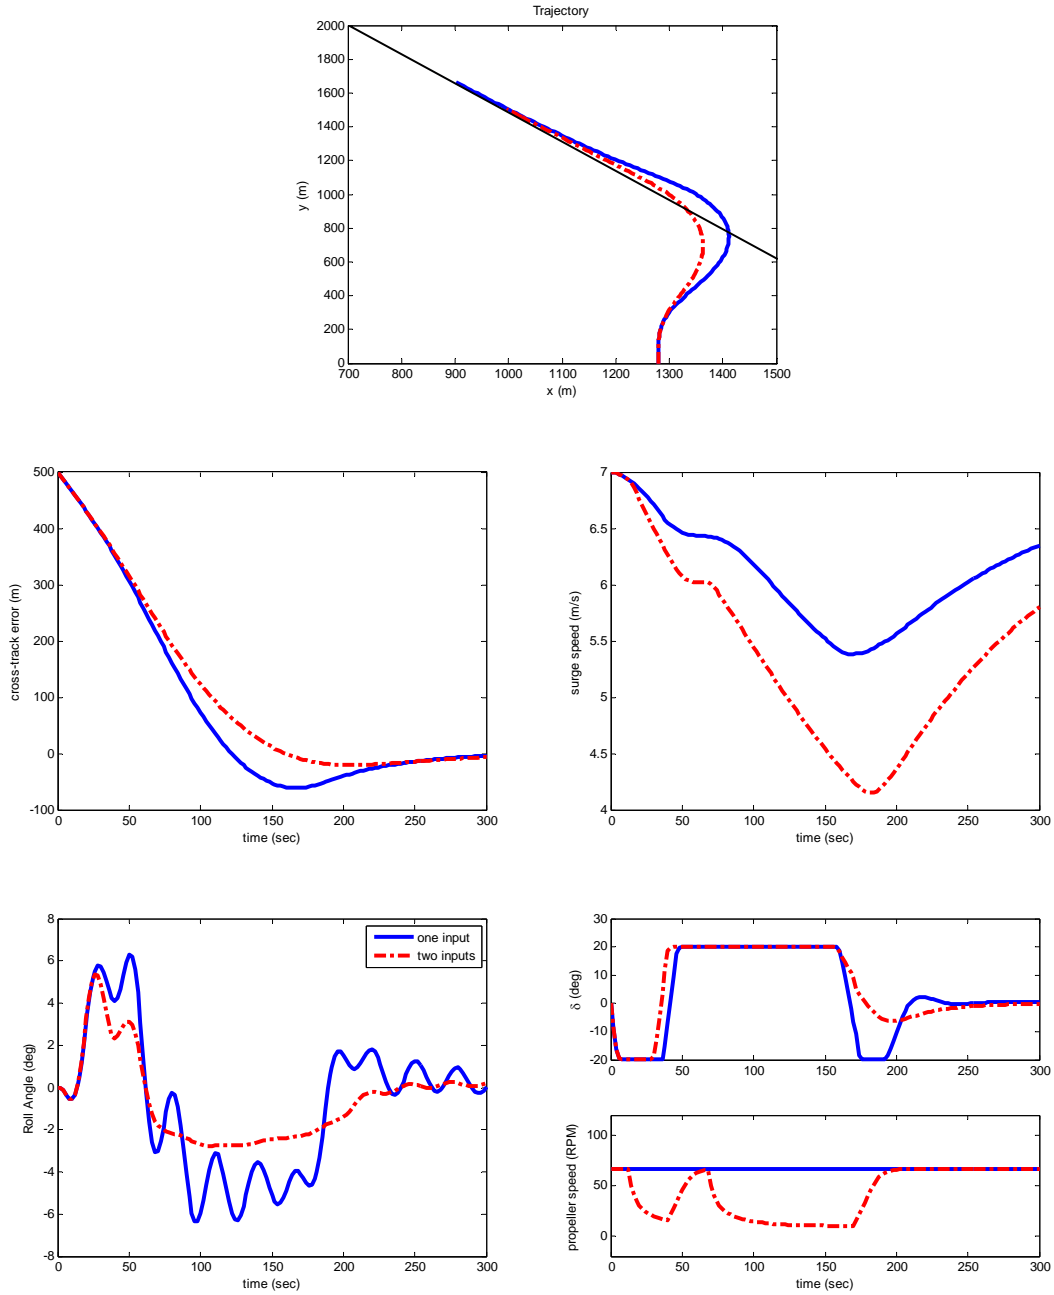 Trajectory
2000
1800
1600
1400
1200
1000
800
600
400
200
0
y (m)
700 800 900 1000 1100 1200 1300 1400 1500
x (m)
500
400
300
200
100
0
-100
cross-track error (m)
0 50 100 150 200 250 300
time (sec)
7
6.5
6
5.5
5
4.5
4
surge speed (m/s)
0 50 100 150 200 250 300
time (sec)
8
6
4
2
0
-2
-4
-6
-8
Roll Angle (deg)
one input
two inputs
0 50 100 150 200 250 300
time (sec)
30
20
10
0
-10
-20
δ (deg)
0 50 100 150 200 250 300
100
50
0
propeller speed (RPM)
0 50 100 150 200 250 300
time (sec)